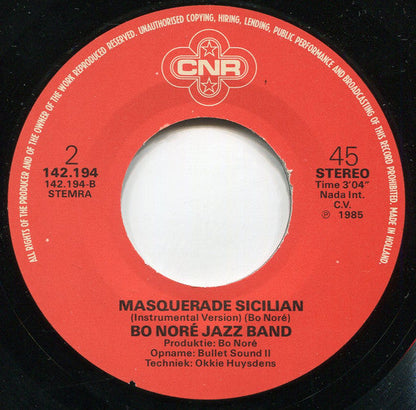 ALL RIGHTS OF THE PRODUCER AND OF THE OWNER OF THE WORK REPRODUCED RESERVED. UNAUTHORISED COPYING, HIRING, LENDING, PUBLIC PERFORMANCE AND BROADCASTING OF THIS RECORD PROHIBITED. MADE IN HOLLAND.
CNR
2
142.194
142.194-B
STEMRA
45
STEREO
Time 3'04"
Nada Int.
C.V.
℗ 1985
MASQUERADE SICILIAN
(Instrumental Version) (Bo Noré)
BO NORÉ JAZZ BAND
Produktie: Bo Noré
Opname: Bullet Sound II
Techniek: Okkie Huysdens